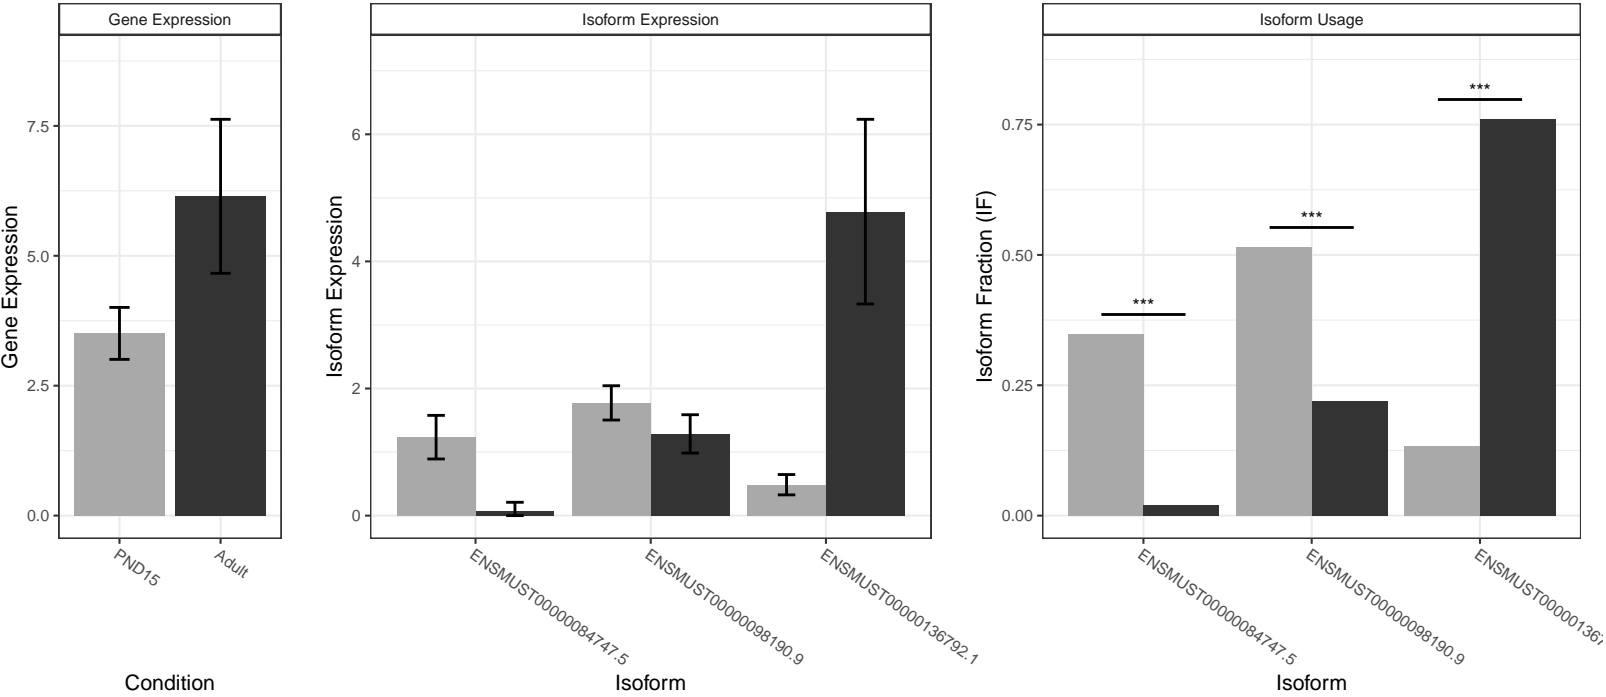 Gene Expression
Gene Expression
7.5
5.0
2.5
0.0
PND15
Adult
Condition
Isoform Expression
Isoform Expression
6
4
2
0
ENSMUST00000084747.5
ENSMUST00000098190.9
ENSMUST00000136792.1
Isoform
Isoform Usage
Isoform Fraction (IF)
0.75
0.50
0.25
0.00
***
***
***
ENSMUST00000084747.5
ENSMUST00000098190.9
ENSMUST000001367
Isoform